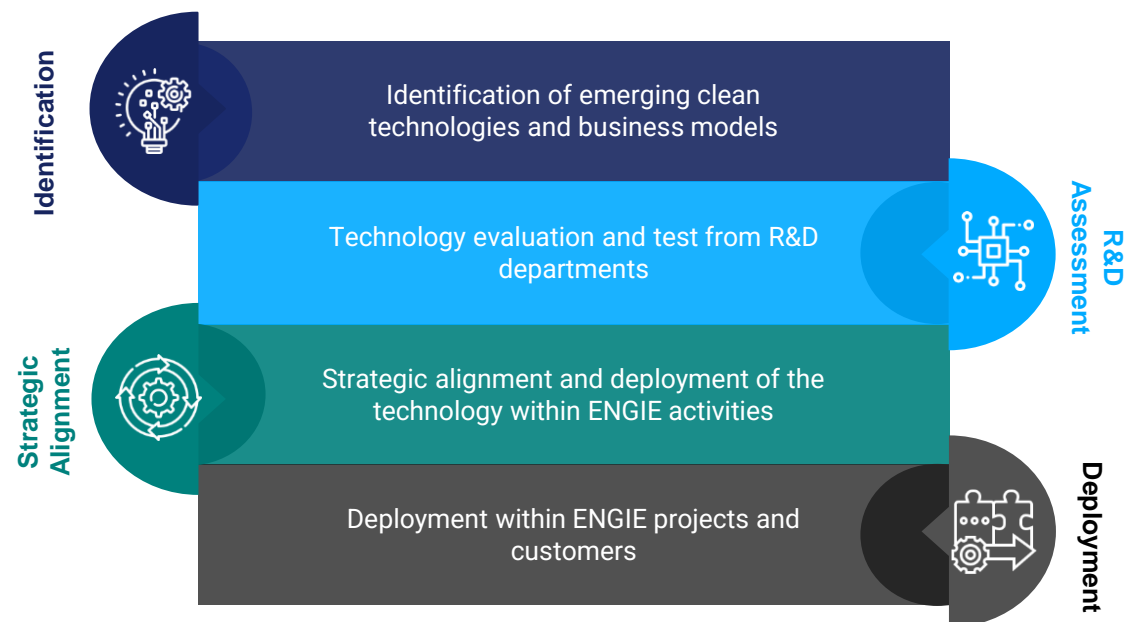 Identification
Identification of emerging clean
technologies and business models
Technology evaluation and test from R&D
departments
R&D
Assessment
Strategic
Alignment
Strategic alignment and deployment of the
technology within ENGIE activities
Deployment within ENGIE projects and
customers
Deployment